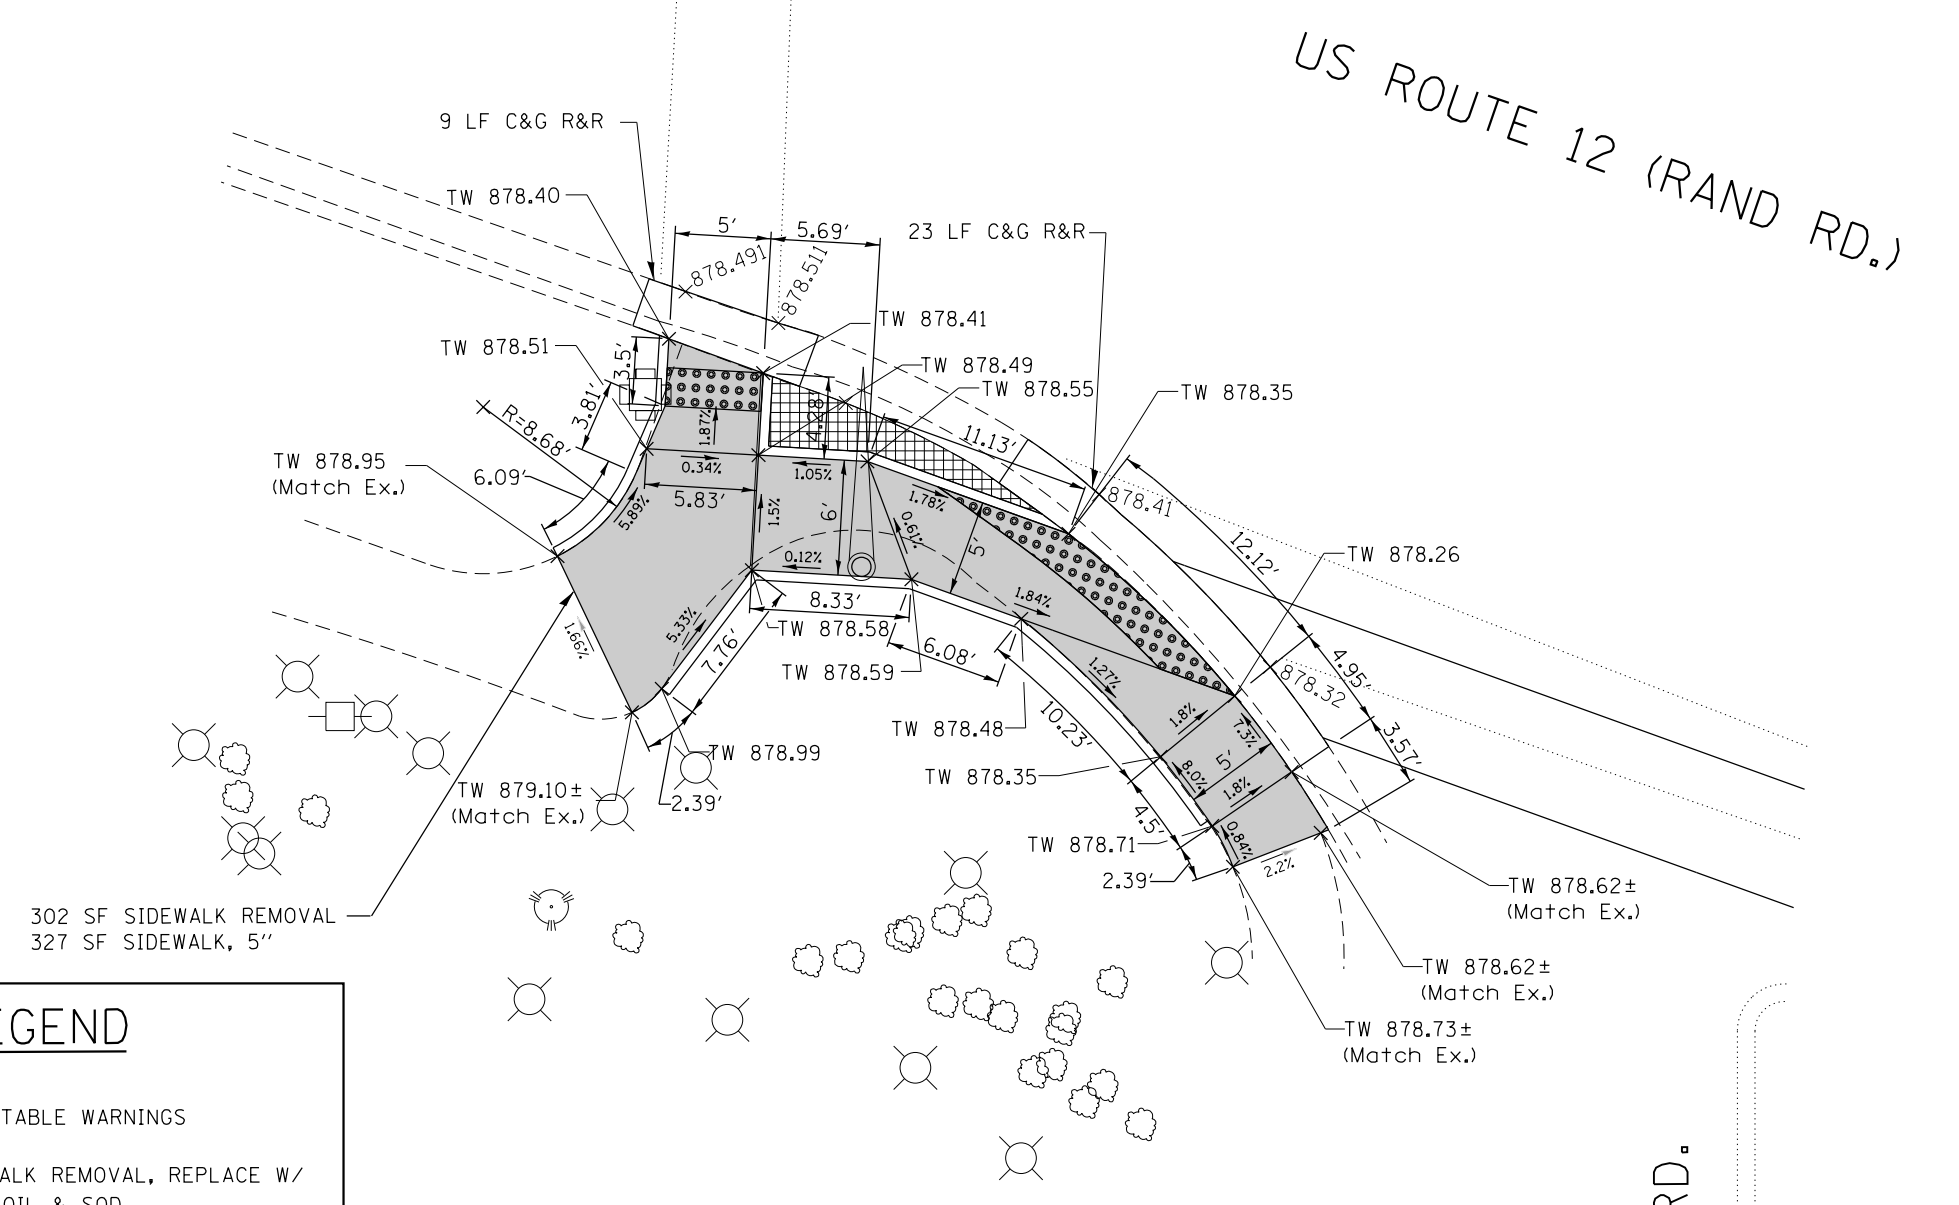 US ROUTE 12 (RAND RD.)
9 LF C&G R&R
TW 878.40
5'
5.69'
23 LF C&G R&R
878.491
878.511
TW 878.41
TW 878.51
3.5'
TW 878.49
TW 878.55
TW 878.35
3.81'
4.28'
R=8.68'
1.87%
11.13'
TW 878.95
(Match Ex.)
6.09'
0.34%
1.05%
5.83'
5.89%
1.5%
6'
1.78%
0.61%
5'
878.41
12.12'
TW 878.26
0.12%
8.33'
1.84%
5.33%
7.76'
1.66%
TW 878.58
6.08'
TW 878.59
1.27%
4.95'
878.32
10.23'
1.8%
7.3%
3.57'
TW 878.48
5'
TW 878.99
TW 878.35
8.0%
1.8%
TW 879.10±
(Match Ex.)
2.39'
4.5'
TW 878.71
0.84%
2.2%
2.39'
TW 878.62±
(Match Ex.)
302 SF SIDEWALK REMOVAL
327 SF SIDEWALK, 5"
TW 878.62±
(Match Ex.)
TW 878.73±
(Match Ex.)
EGEND
TABLE WARNINGS
ALK REMOVAL, REPLACE W/
OIL & SOD
RD.